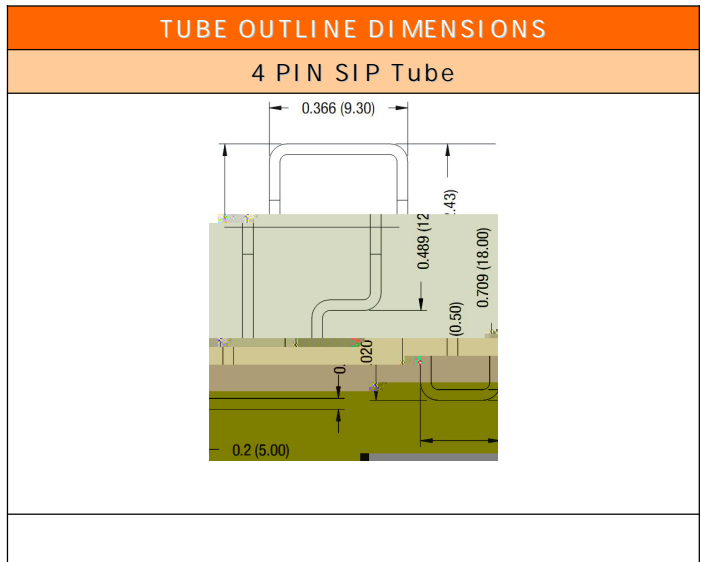 TUBE OUTLINE DIMENSIONS
4 PIN SIP Tube
0.366 (9.30)
0.489 (12.43)
0.709 (18.00)
0.020 (0.50)
0.2 (5.00)